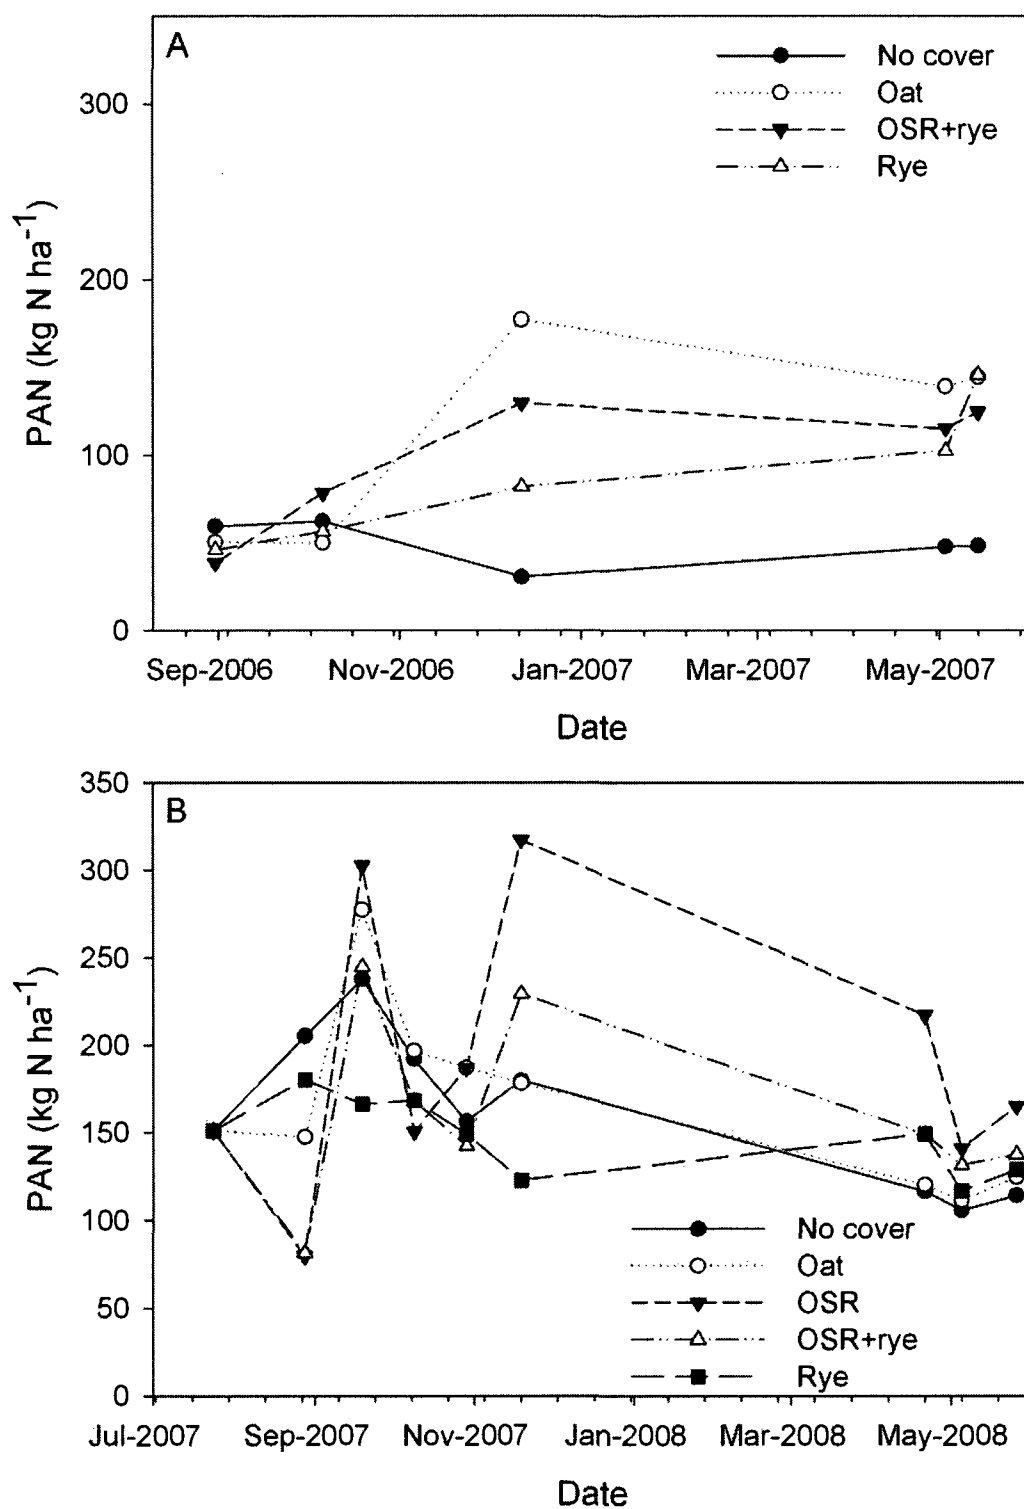 A
No cover
Oat
OSR+rye
Rye
300
200
100
0
PAN (kg N ha⁻¹)
Sep-2006 Nov-2006 Jan-2007 Mar-2007 May-2007
Date
B
350
300
250
200
150
100
50
0
PAN (kg N ha⁻¹)
No cover
Oat
OSR
OSR+rye
Rye
Jul-2007 Sep-2007 Nov-2007 Jan-2008 Mar-2008 May-2008
Date